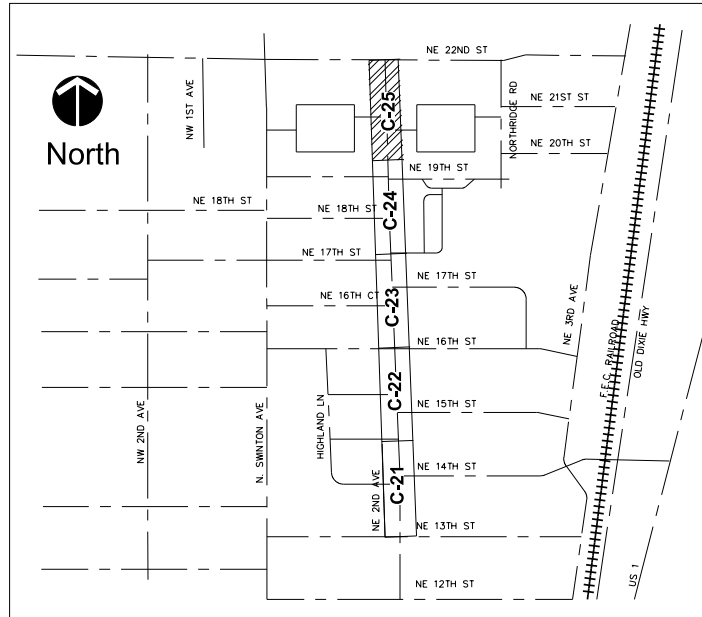 NE 22ND ST
NW 1ST AVE
C-25
NORTHRIDGE RD
NE 21ST ST
North
NE 20TH ST
NE 19TH ST
NE 18TH ST
NE 18TH ST
C-24
NE 17TH ST
NE 17TH ST
NE 16TH CT
C-23
NE 3RD AVE
F.E.C. RAILROAD
OLD DIXIE HWY
NE 16TH ST
C-22
HIGHLAND LN
NW 2ND AVE
N. SWINTON AVE
NE 15TH ST
NE 14TH ST
NE 2ND AVE
C-21
NE 13TH ST
NE 12TH ST
US 1